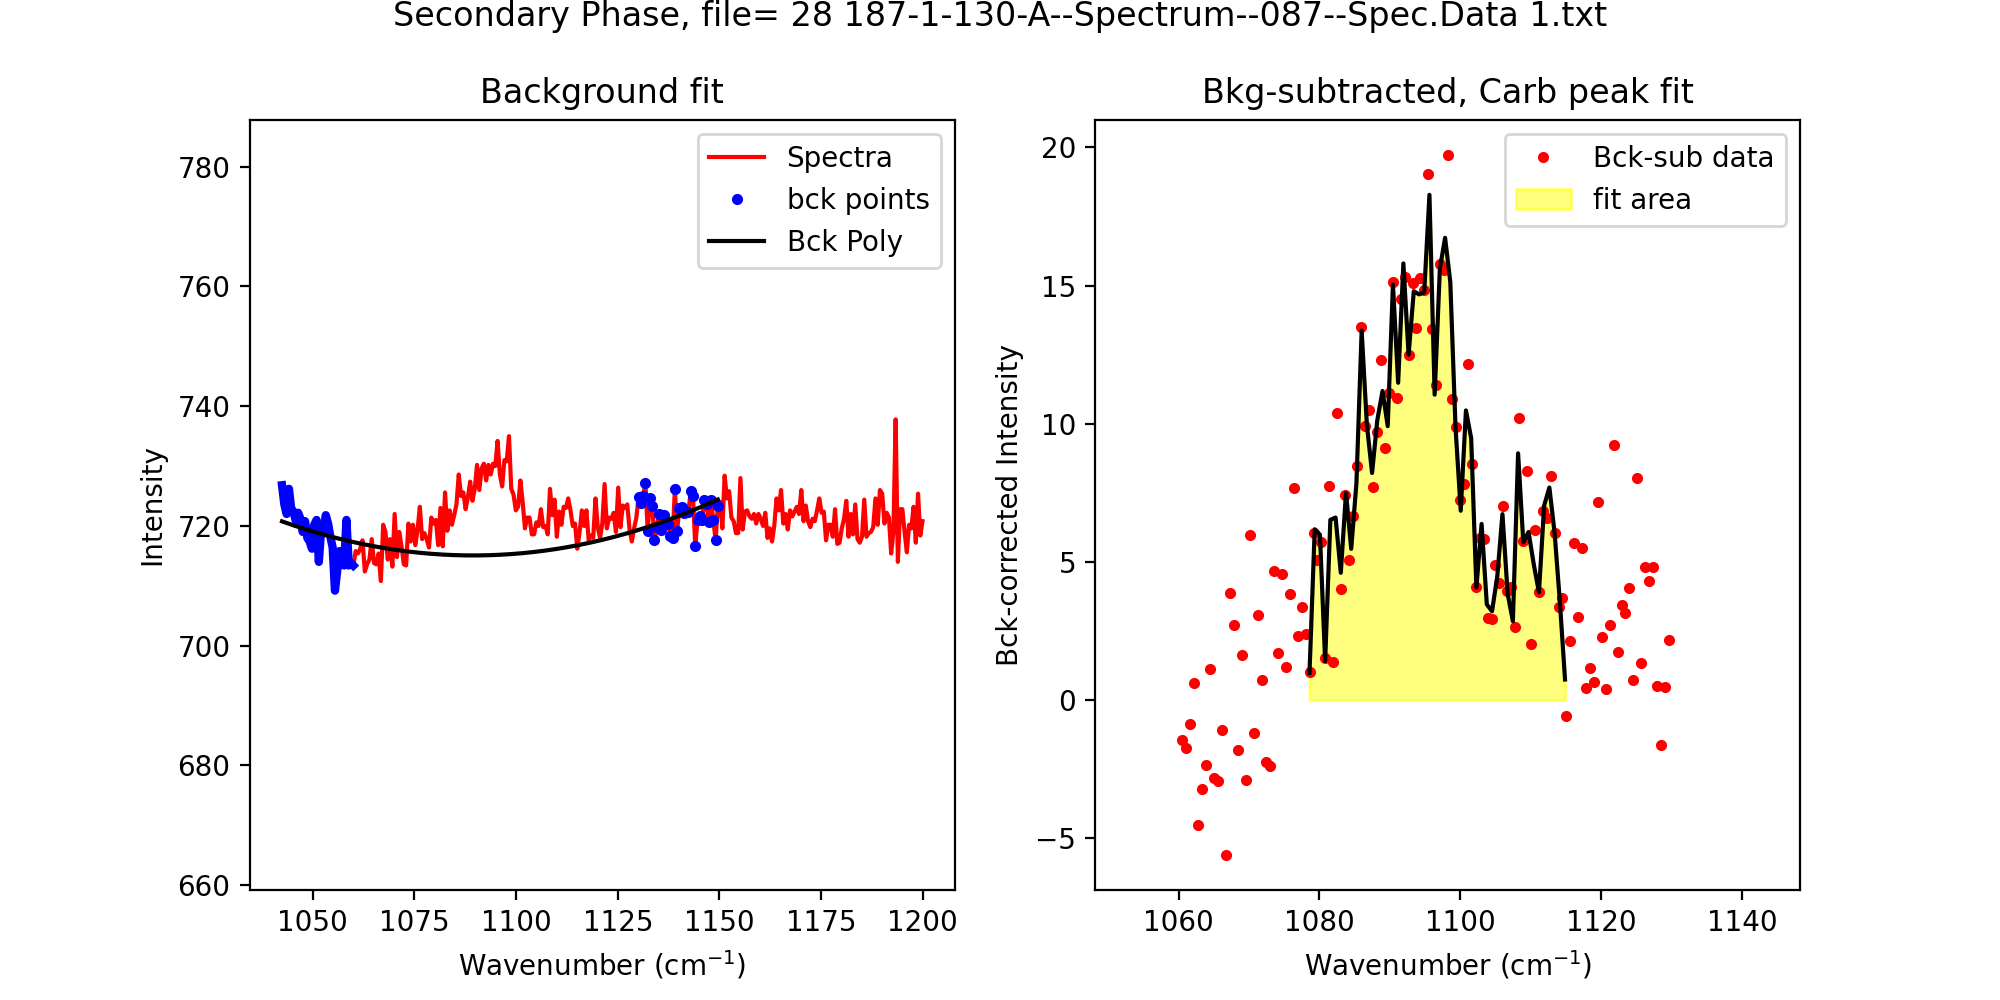 Secondary Phase, file= 28 187-1-130-A--Spectrum--087--Spec.Data 1.txt
Background fit
780
760
740
720
700
680
660
Intensity
Spectra
bck points
Bck Poly
1050 1075 1100 1125 1150 1175 1200
Wavenumber (cm⁻¹)
Bkg-subtracted, Carb peak fit
20
15
10
5
0
−5
Bck-corrected Intensity
Bck-sub data
fit area
1060 1080 1100 1120 1140
Wavenumber (cm⁻¹)